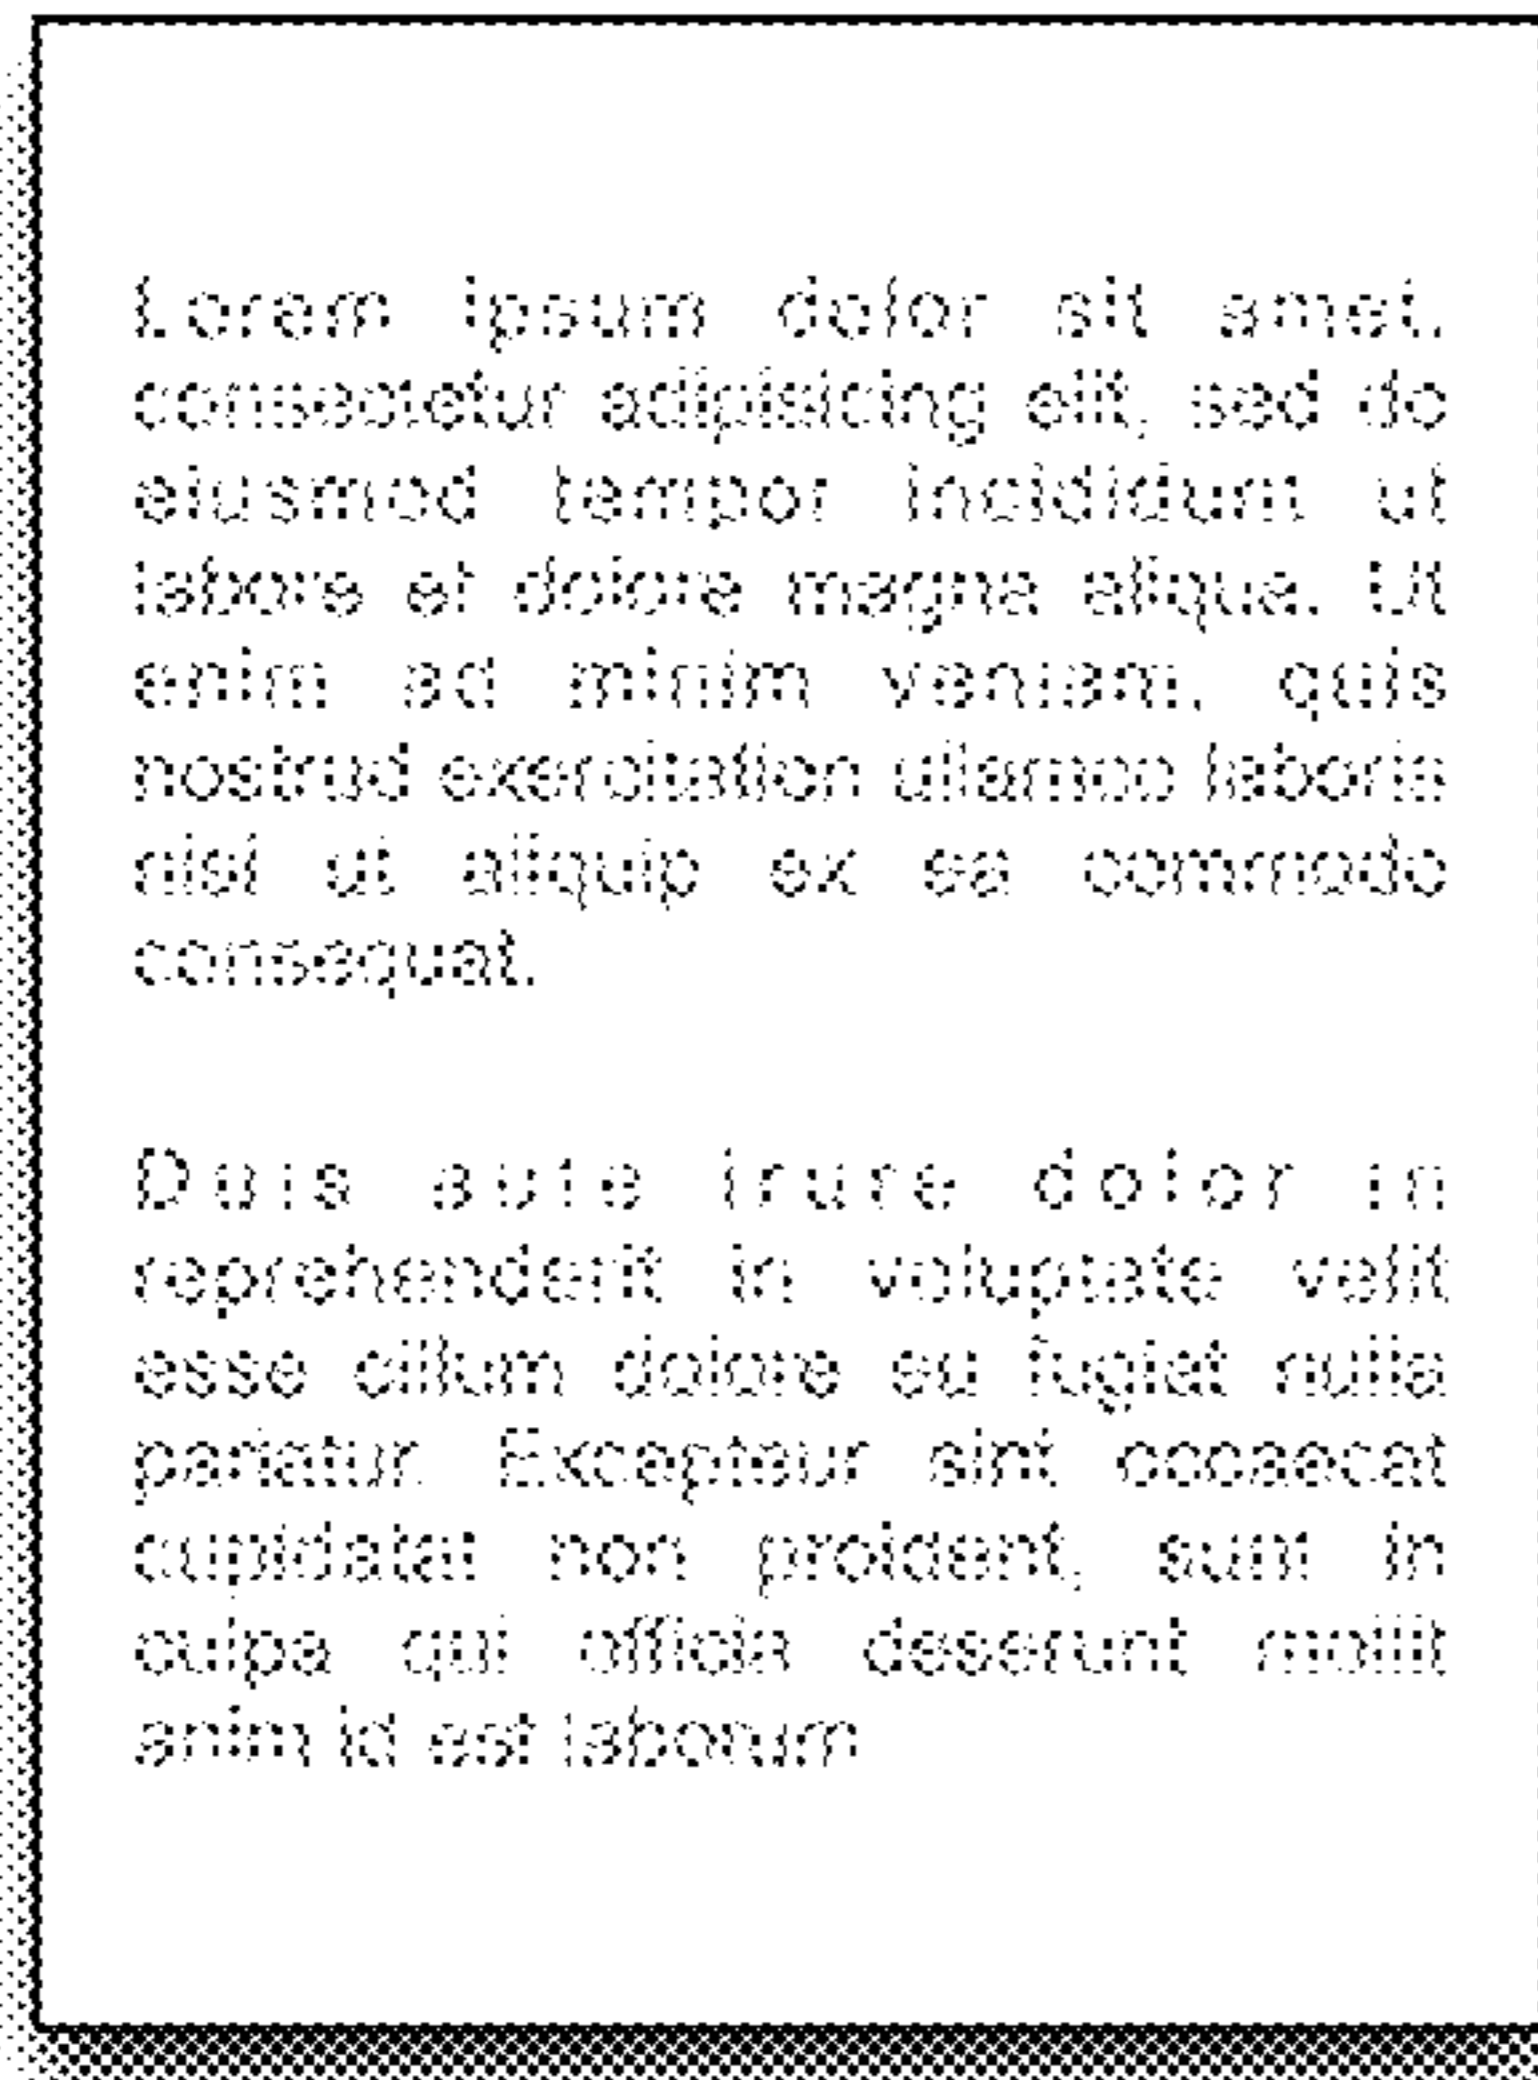 Lorem ipsum dolor sit amet,
consectetur adipisicing elit, sed do
eiusmod tempor incididunt ut
labore et dolore magna aliqua. Ut
enim ad minim veniam, quis
nostrud exercitation ullamco laboris
nisi ut aliquip ex ea commodo
consequat.
Duis aute irure dolor in
reprehenderit in voluptate velit
esse cillum dolore eu fugiat nulla
pariatur. Excepteur sint occaecat
cupidatat non proident, sunt in
culpa qui officia deserunt mollit
anim id est laborum